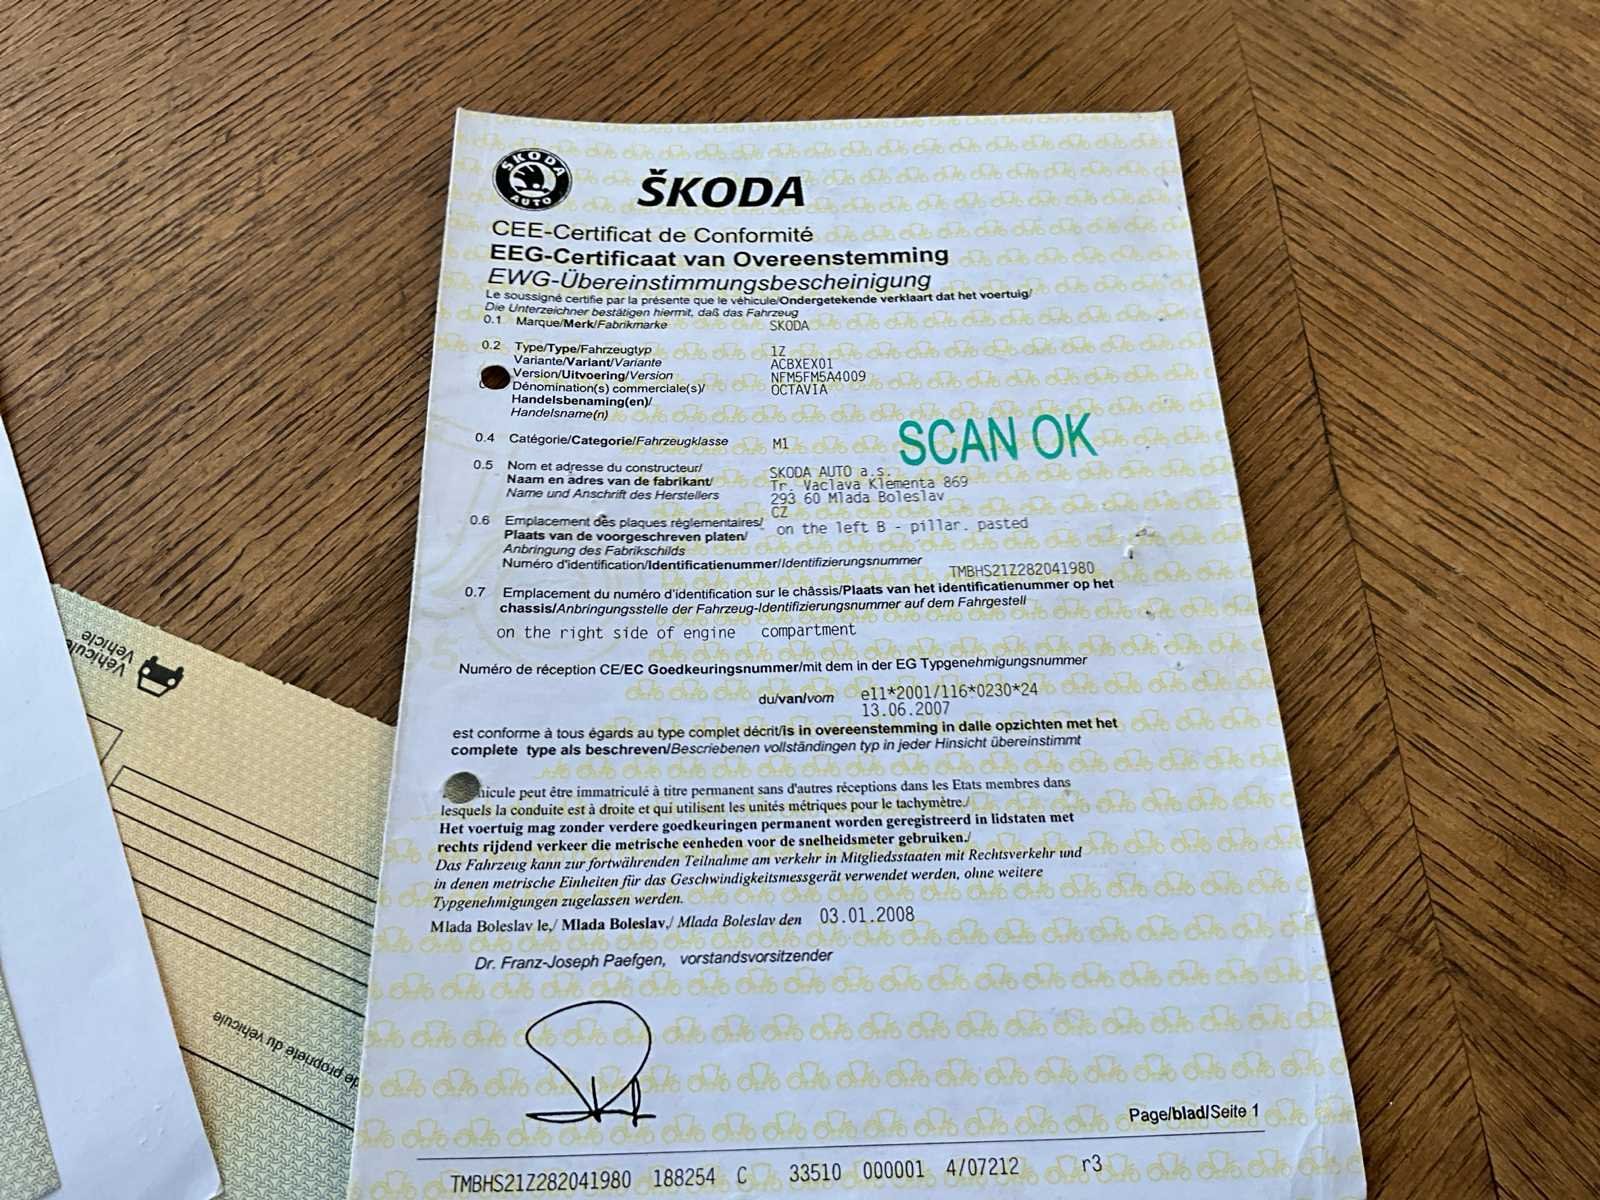 ŠKODA
AUTO
ŠKODA
CEE-Certificat de Conformité
EEG-Certificaat van Overeenstemming
EWG-Übereinstimmungsbescheinigung
Le soussigné certifie par la présente que le véhicule/Ondergetekende verklaart dat het voertuig/
Die Unterzeichner bestätigen hiermit, daß das Fahrzeug
0.1 Marque/Merk/Fabrikmarke SKODA
0.2 Type/Type/Fahrzeugtyp 1Z
Variante/Variant/Variante ACBXEX01
Version/Uitvoering/Version NFM5FM5A4009
Dénomination(s) commerciale(s)/ OCTAVIA
Handelsbenaming(en)/
Handelsname(n)
SCAN OK
0.4 Catégorie/Categorie/Fahrzeugklasse M1
0.5 Nom et adresse du constructeur/ SKODA AUTO a.s.
Naam en adres van de fabrikant/ Tr. Vaclava Klementa 869
Name und Anschrift des Herstellers 293 60 Mlada Boleslav
CZ
0.6 Emplacement des plaques réglementaires/ on the left B - pillar. pasted
Plaats van de voorgeschreven platen/
Anbringung des Fabrikschilds
Numéro d'identification/Identificatienummer/Identifizierungsnummer TMBHS21Z282041980
0.7 Emplacement du numéro d'identification sur le châssis/Plaats van het identificatienummer op het
chassis/Anbringungsstelle der Fahrzeug-Identifizierungsnummer auf dem Fahrgestell
on the right side of engine compartment
Numéro de réception CE/EC Goedkeuringsnummer/mit dem in der EG Typgenehmigungsnummer
du/van/vom e11*2001/116*0230*24
13.06.2007
est conforme à tous égards au type complet décrit/is in overeenstemming in dalle opzichten met het
complete type als beschreven/Bescriebenen vollständingen typ in jeder Hinsicht übereinstimmt
hicule peut être immatriculé à titre permanent sans d'autres réceptions dans les Etats membres dans
lesquels la conduite est à droite et qui utilisent les unités métriques pour le tachymètre./
Het voertuig mag zonder verdere goedkeuringen permanent worden geregistreerd in lidstaten met
rechts rijdend verkeer die metrische eenheden voor de snelheidsmeter gebruiken./
Das Fahrzeug kann zur fortwährenden Teilnahme am verkehr in Mitgliedsstaaten mit Rechtsverkehr und
in denen metrische Einheiten für das Geschwindigkeitsmessgerät verwendet werden, ohne weitere
Typgenehmigungen zugelassen werden.
Mlada Boleslav le,/ Mlada Boleslav,/ Mlada Boleslav den 03.01.2008
Dr. Franz-Joseph Paefgen, vorstandsvorsitzender
Page/blad/Seite 1
TMBHS21Z282041980 188254 C 33510 000001 4/07212 r3
Véhicule
Vehicle
de propriété du véhicule